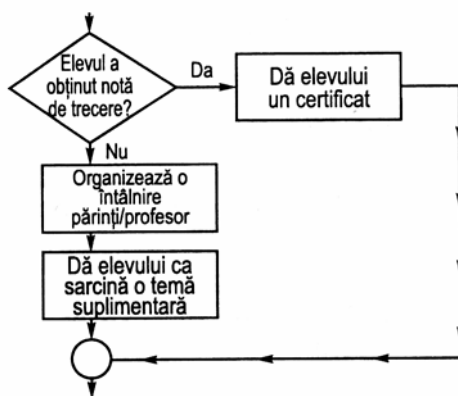 Elevul a
obținut notă
de trecere?
Da
Dă elevului
un certificat
Nu
Organizează o
întâlnire
părinți/profesor
Dă elevului ca
sarcină o temă
suplimentară